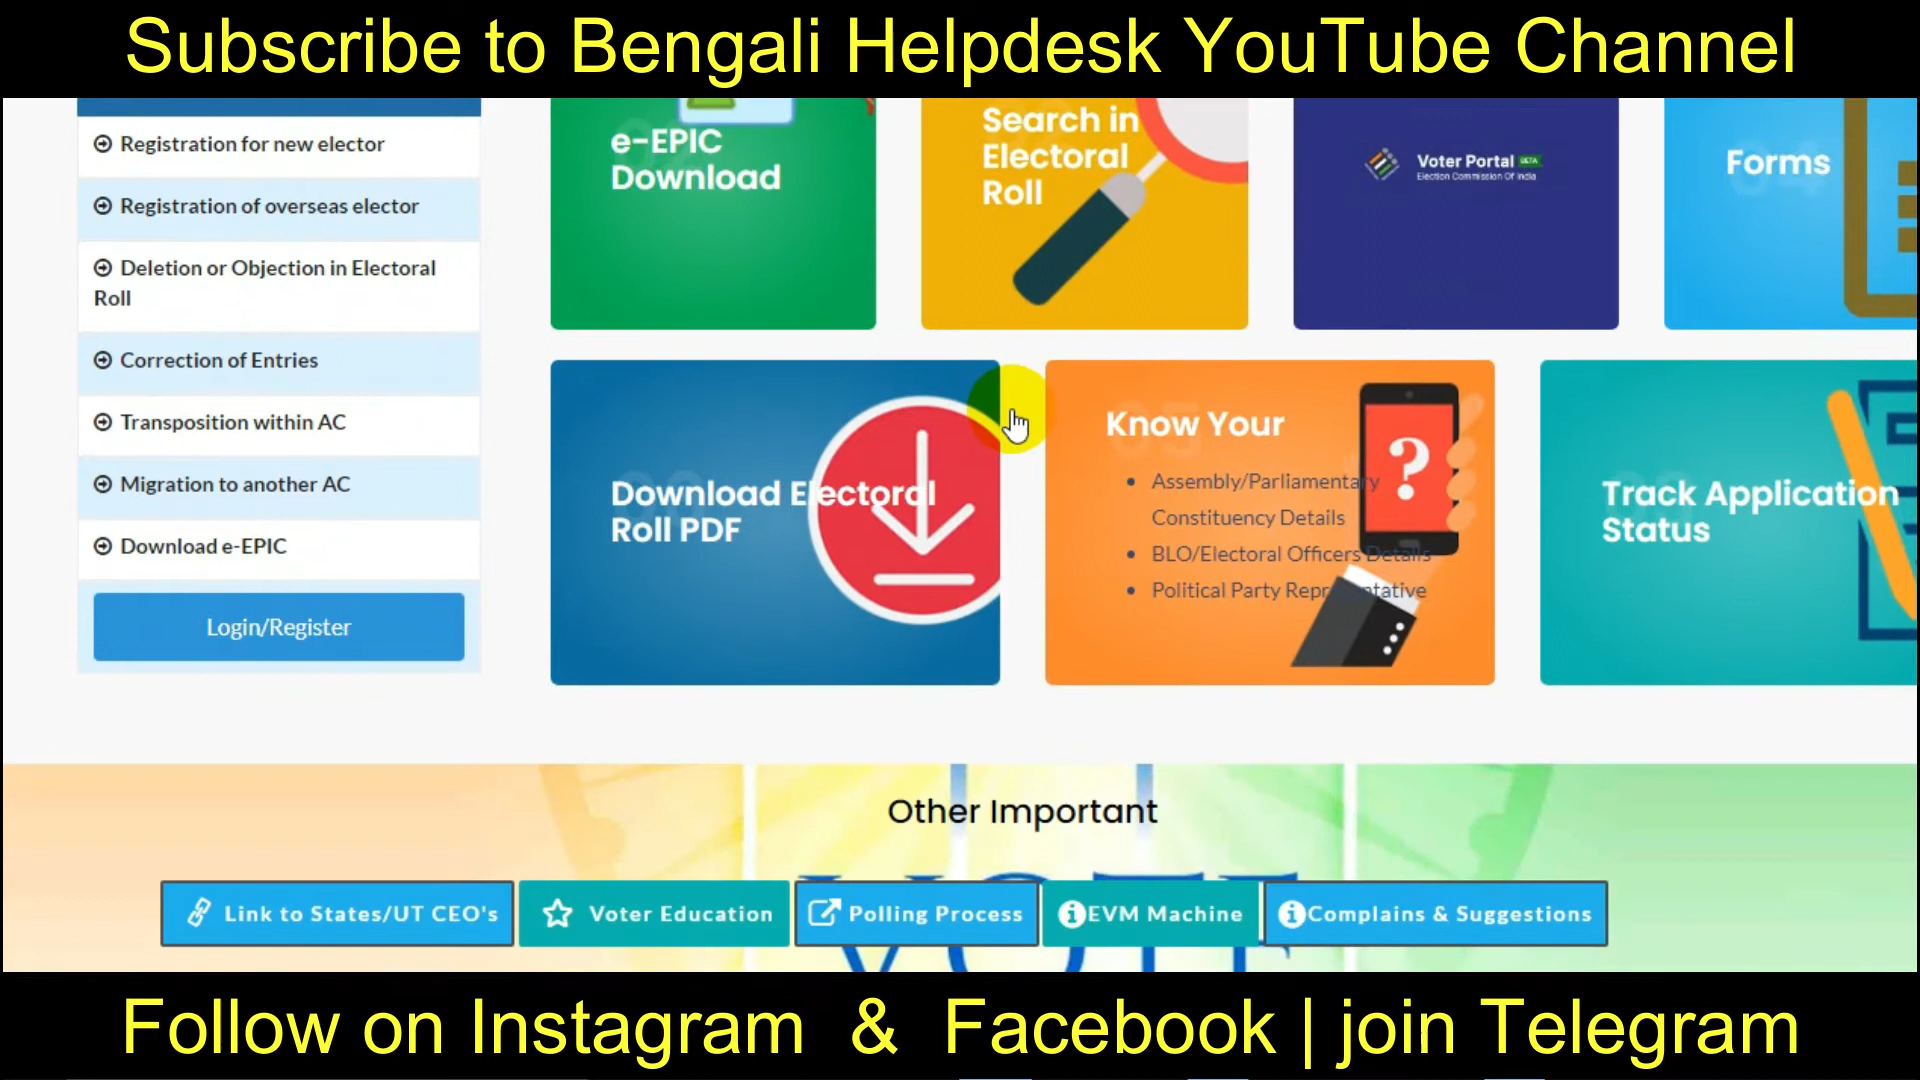 Subscribe to Bengali Helpdesk YouTube Channel
Registration for new elector
Registration of overseas elector
Deletion or Objection in Electoral
Roll
Correction of Entries
Transposition within AC
Migration to another AC
Download e-EPIC
Login/Register
e-EPIC
Download
Search in
Electoral
Roll
Voter Portal BETA
Election Commission Of India
Forms
Download Electoral
Roll PDF
Know Your
Assembly/Parliamentary
Constituency Details
BLO/Electoral Officers Details
Political Party Representative
Track Application
Status
Other Important
VOTE
Link to States/UT CEO's
Voter Education
Polling Process
EVM Machine
Complains & Suggestions
Follow on Instagram & Facebook | join Telegram